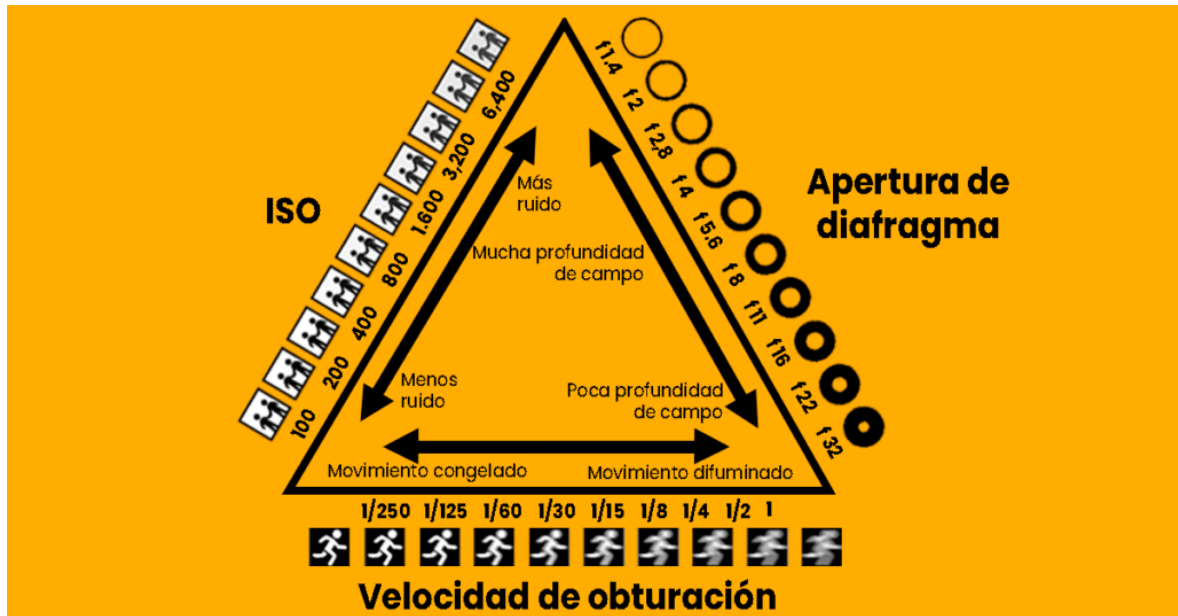 ISO
6,400
3,200
1.600
800
400
200
100
f1.4
f2
f2,8
f4
f5.6
f8
f11
f16
f22
f32
Apertura de
diafragma
Más
ruido
Mucha profundidad
de campo
Menos
ruido
Poca profundidad
de campo
Movimiento congelado
Movimiento difuminado
1/250 1/125 1/60 1/30 1/15 1/8 1/4 1/2 1
Velocidad de obturación